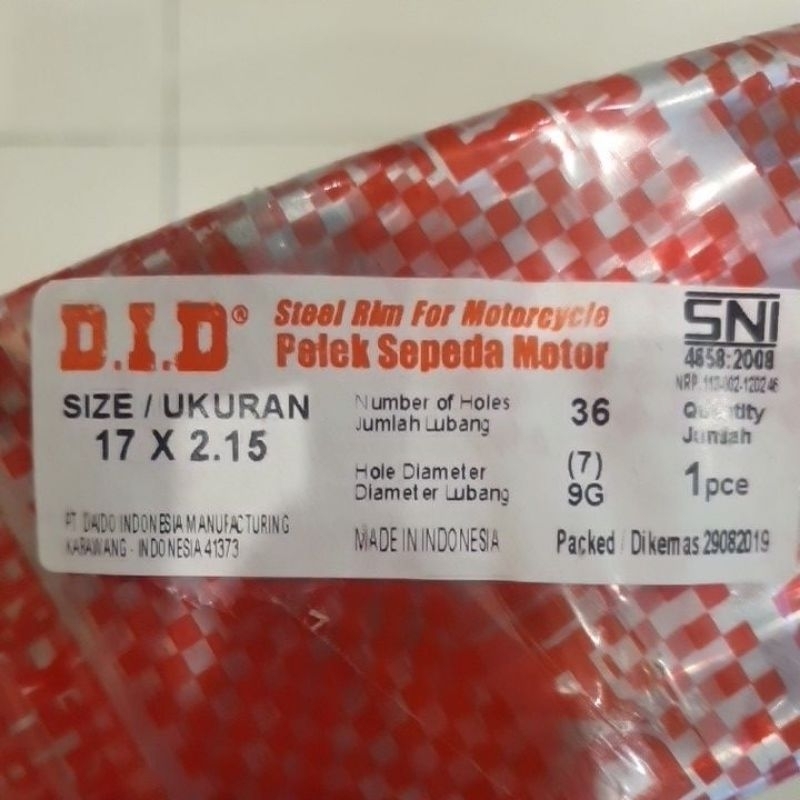 D.I.D®
Steel Rim For Motorcycle
Pelek Sepeda Motor
SNI
4658:2008
SIZE / UKURAN
17 X 2.15
Number of Holes
Jumlah Lubang
36
Quantity
Jumlah
Hole Diameter
Diameter Lubang
(7)
9G
1pce
PT. DAIDO INDONESIA MANUFACTURING
KARAWANG - INDONESIA 41373
MADE IN INDONESIA
Packed / Dikemas 29082019